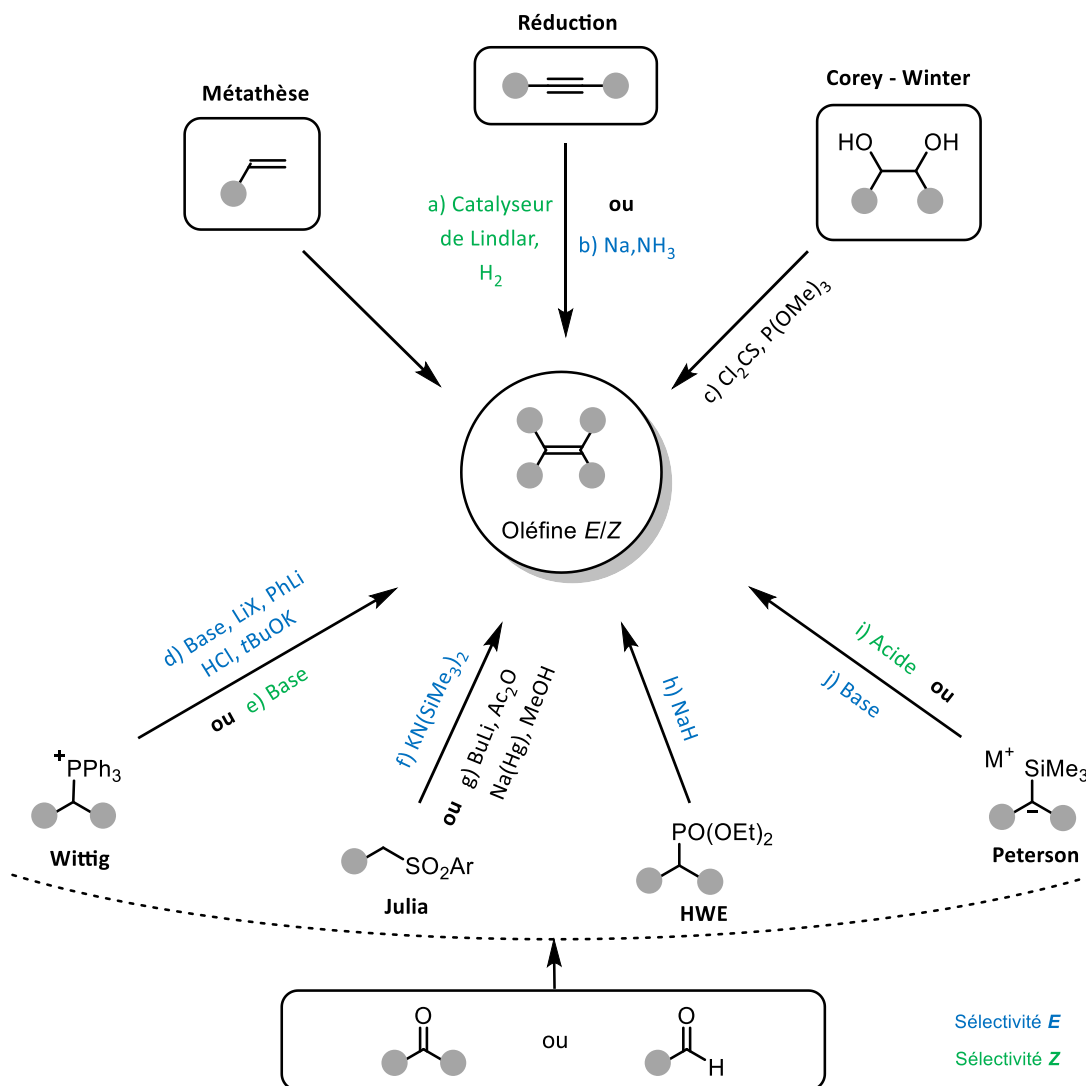 Réduction
Métathèse
Corey - Winter
HO OH
a) Catalyseur
de Lindlar,
H2
ou
b) Na,NH3
c) Cl2CS, P(OMe)3
Oléfine E/Z
d) Base, LiX, PhLi
HCl, tBuOK
ou e) Base
f) KN(SiMe3)2
ou g) BuLi, Ac2O
Na(Hg), MeOH
h) NaH
i) Acide ou
j) Base
+
PPh3
Wittig
SO2Ar
Julia
PO(OEt)2
HWE
M+ SiMe3
-
Peterson
O
ou
O
H
Sélectivité E
Sélectivité Z